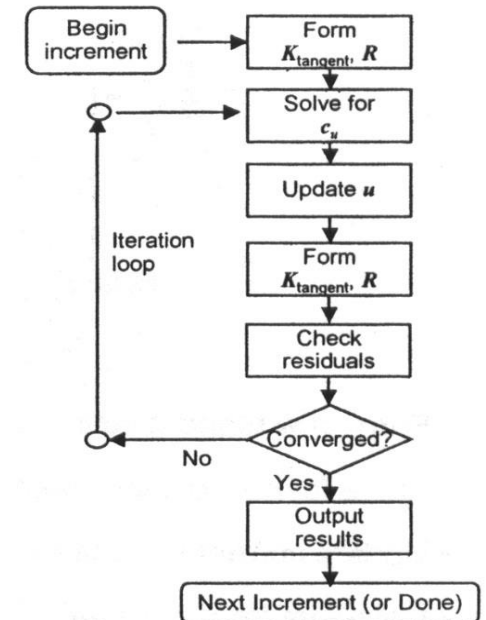 Begin
increment
Form
K_tangent, R
Solve for
c_u
Update u
Form
K_tangent, R
Iteration
loop
Check
residuals
Converged?
No
Yes
Output
results
Next Increment (or Done)